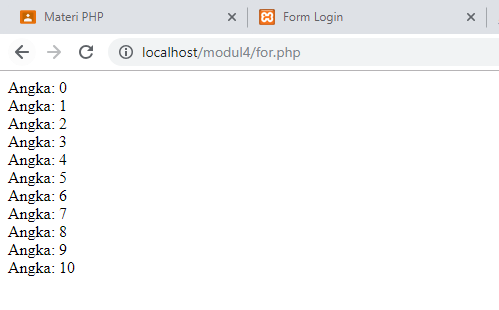 Materi PHP
Form Login
localhost/modul4/for.php
Angka: 0
Angka: 1
Angka: 2
Angka: 3
Angka: 4
Angka: 5
Angka: 6
Angka: 7
Angka: 8
Angka: 9
Angka: 10